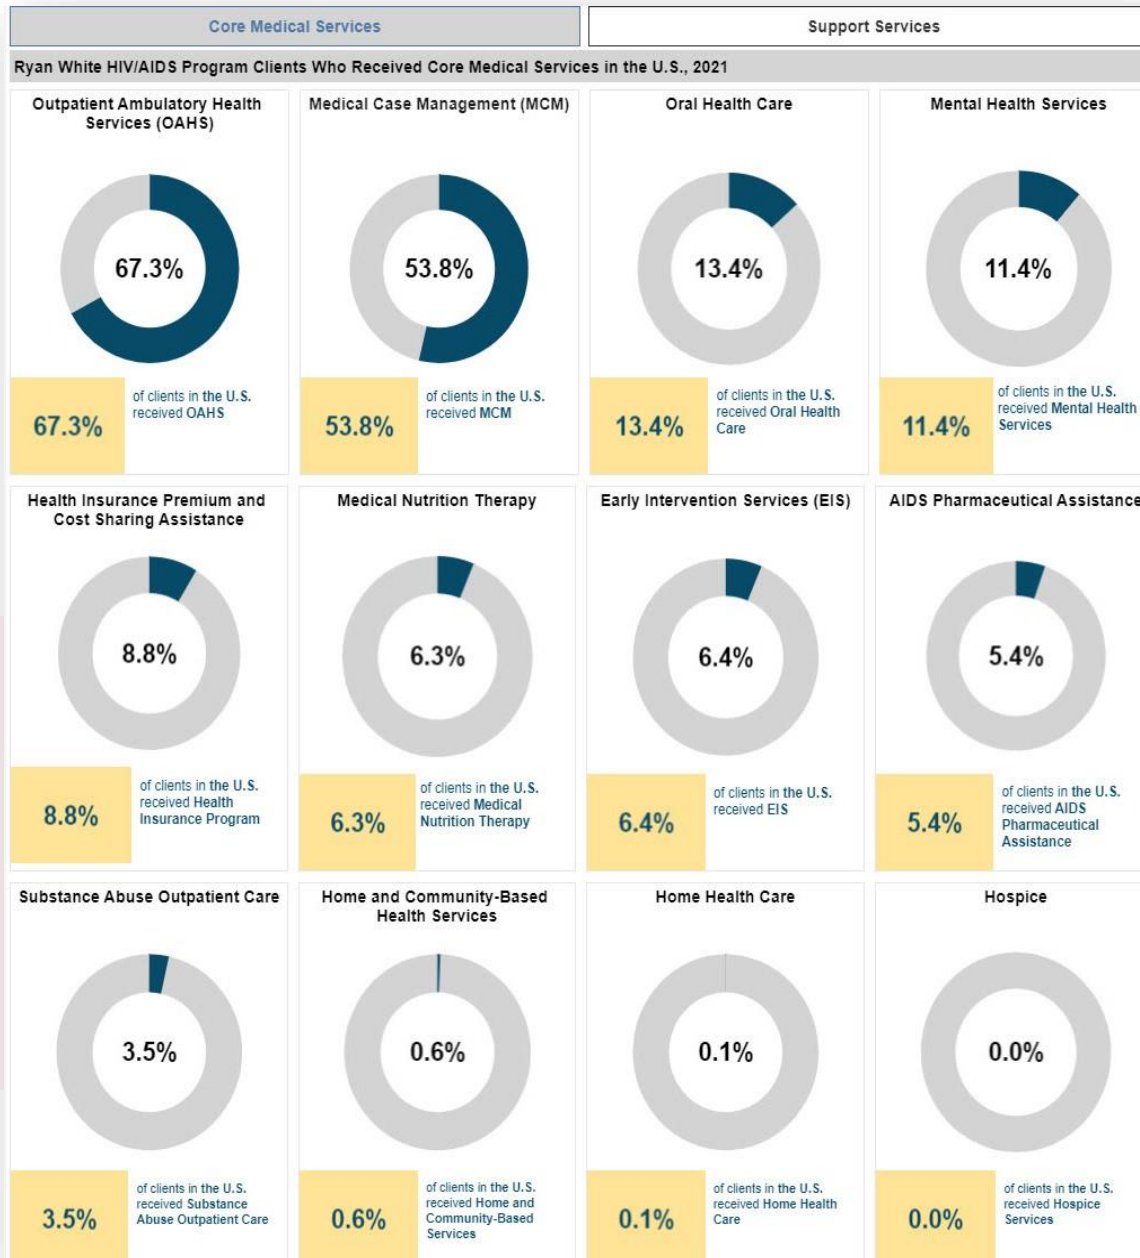 Core Medical Services
Support Services
Ryan White HIV/AIDS Program Clients Who Received Core Medical Services in the U.S., 2021
Outpatient Ambulatory Health
Services (OAHS)
67.3%
67.3%
of clients in the U.S.
received OAHS
Medical Case Management (MCM)
53.8%
53.8%
of clients in the U.S.
received MCM
Oral Health Care
13.4%
13.4%
of clients in the U.S.
received Oral Health
Care
Mental Health Services
11.4%
11.4%
of clients in the U.S.
received Mental Health
Services
Health Insurance Premium and
Cost Sharing Assistance
8.8%
8.8%
of clients in the U.S.
received Health
Insurance Program
Medical Nutrition Therapy
6.3%
6.3%
of clients in the U.S.
received Medical
Nutrition Therapy
Early Intervention Services (EIS)
6.4%
6.4%
of clients in the U.S.
received EIS
AIDS Pharmaceutical Assistance
5.4%
5.4%
of clients in the U.S.
received AIDS
Pharmaceutical
Assistance
Substance Abuse Outpatient Care
3.5%
3.5%
of clients in the U.S.
received Substance
Abuse Outpatient Care
Home and Community-Based
Health Services
0.6%
0.6%
of clients in the U.S.
received Home and
Community-Based
Services
Home Health Care
0.1%
0.1%
of clients in the U.S.
received Home Health
Care
Hospice
0.0%
0.0%
of clients in the U.S.
received Hospice
Services